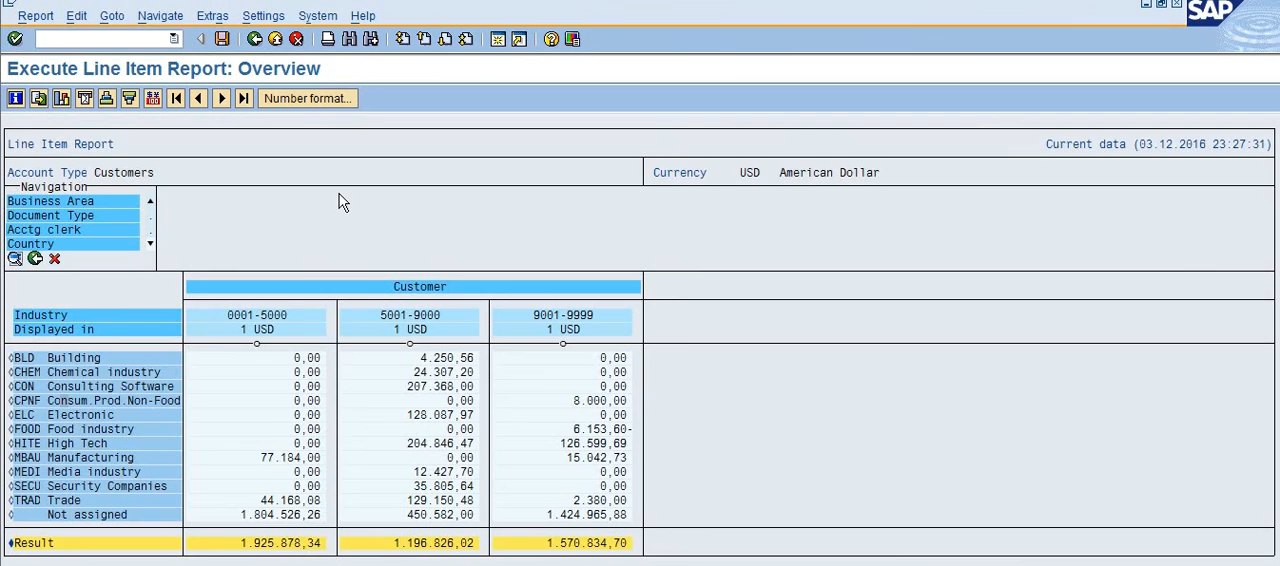 Report Edit Goto Navigate Extras Settings System Help
SAP
Execute Line Item Report: Overview
Number format...
Line Item Report Current data (03.12.2016 23:27:31)
Account Type Customers Currency USD American Dollar
Navigation
Business Area
Document Type
Acctg clerk
Country
Customer
Industry 0001-5000 5001-9000 9001-9999
Displayed in 1 USD 1 USD 1 USD
BLD Building 0,00 4.250,56 0,00
CHEM Chemical industry 0,00 24.307,20 0,00
CON Consulting Software 0,00 207.368,00 0,00
CPNF Consum.Prod.Non-Food 0,00 0,00 8.000,00
ELC Electronic 0,00 128.087,97 0,00
FOOD Food industry 0,00 0,00 6.153,60-
HITE High Tech 0,00 204.846,47 126.599,69
MBAU Manufacturing 77.184,00 0,00 15.042,73
MEDI Media industry 0,00 12.427,70 0,00
SECU Security Companies 0,00 35.805,64 0,00
TRAD Trade 44.168,08 129.150,48 2.380,00
Not assigned 1.804.526,26 450.582,00 1.424.965,88
Result 1.925.878,34 1.196.826,02 1.570.834,70